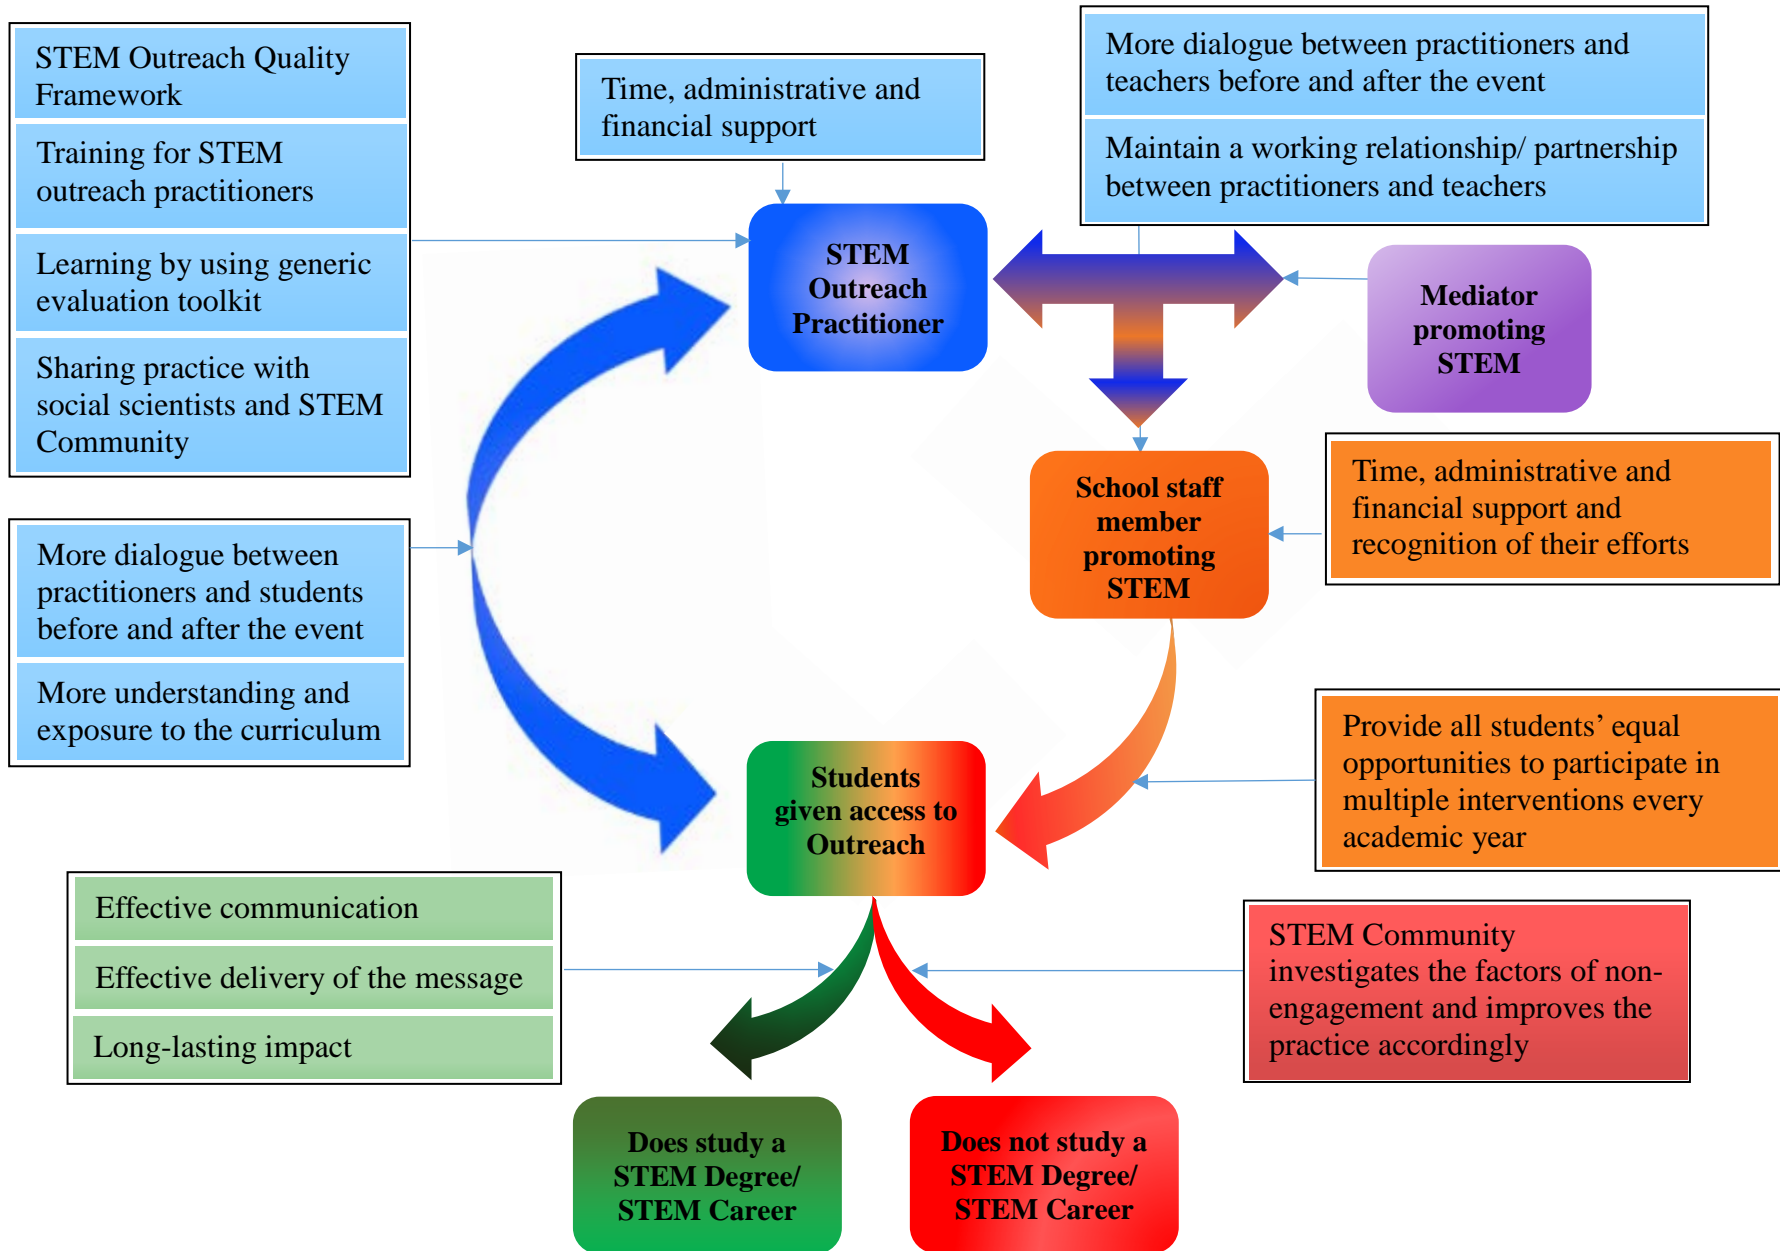 STEM Outreach Quality
Framework
Training for STEM
outreach practitioners
Learning by using generic
evaluation toolkit
Sharing practice with
social scientists and STEM
Community
Time, administrative and
financial support
More dialogue between practitioners and
teachers before and after the event
Maintain a working relationship/ partnership
between practitioners and teachers
STEM
Outreach
Practitioner
Mediator
promoting
STEM
School staff
member
promoting
STEM
Time, administrative and
financial support and
recognition of their efforts
More dialogue between
practitioners and students
before and after the event
More understanding and
exposure to the curriculum
Students
given access to
Outreach
Provide all students’ equal
opportunities to participate in
multiple interventions every
academic year
Effective communication
Effective delivery of the message
Long-lasting impact
STEM Community
investigates the factors of non-
engagement and improves the
practice accordingly
Does study a
STEM Degree/
STEM Career
Does not study a
STEM Degree/
STEM Career